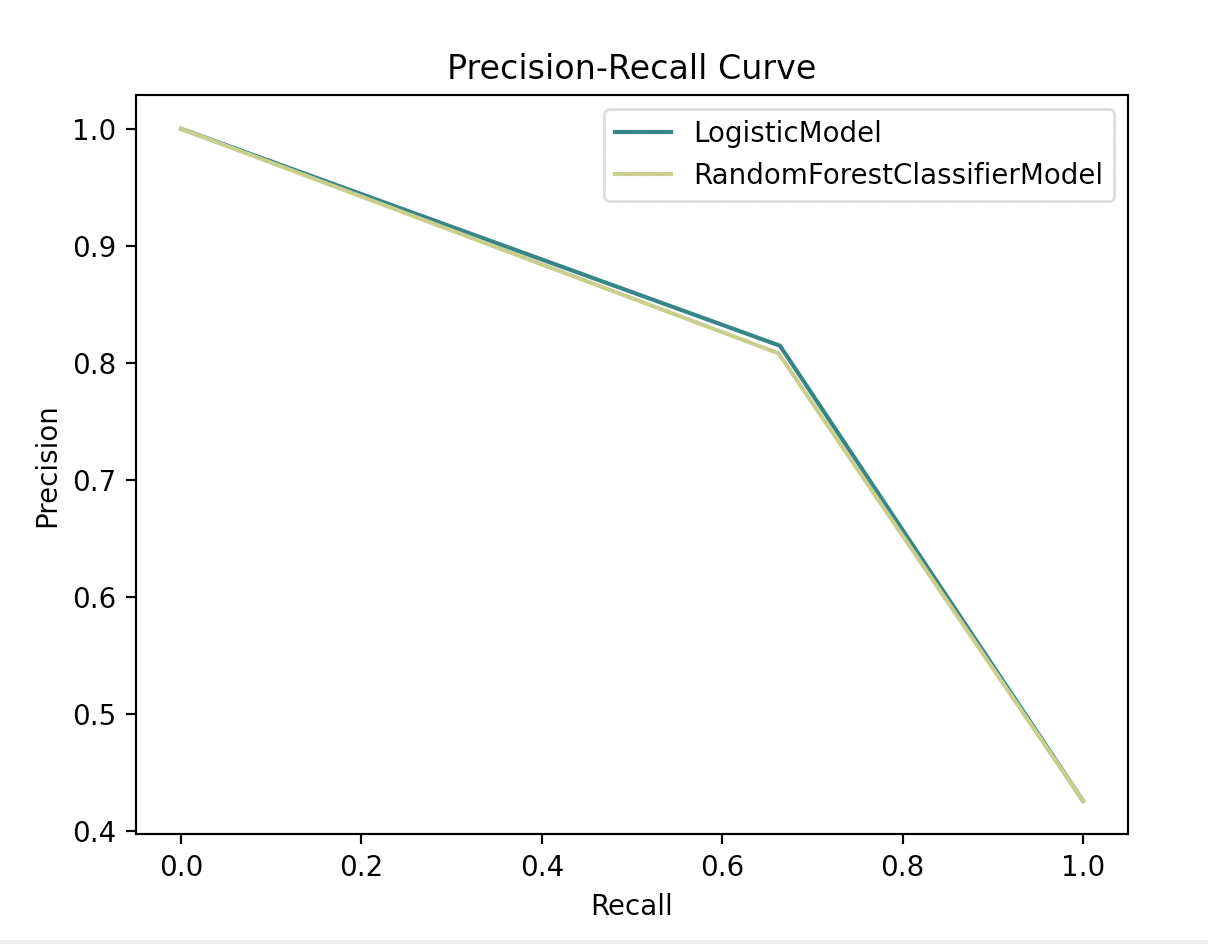 Precision-Recall Curve
LogisticModel
RandomForestClassifierModel
1.0
0.9
0.8
0.7
0.6
0.5
0.4
Precision
0.0 0.2 0.4 0.6 0.8 1.0
Recall